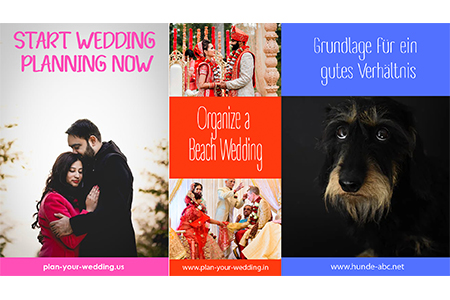 START WEDDING
PLANNING NOW
plan-your-wedding.us
Organize a
Beach Wedding
www.plan-your-wedding.in
Grundlage für ein
gutes Verhältnis
www.hunde-abc.net